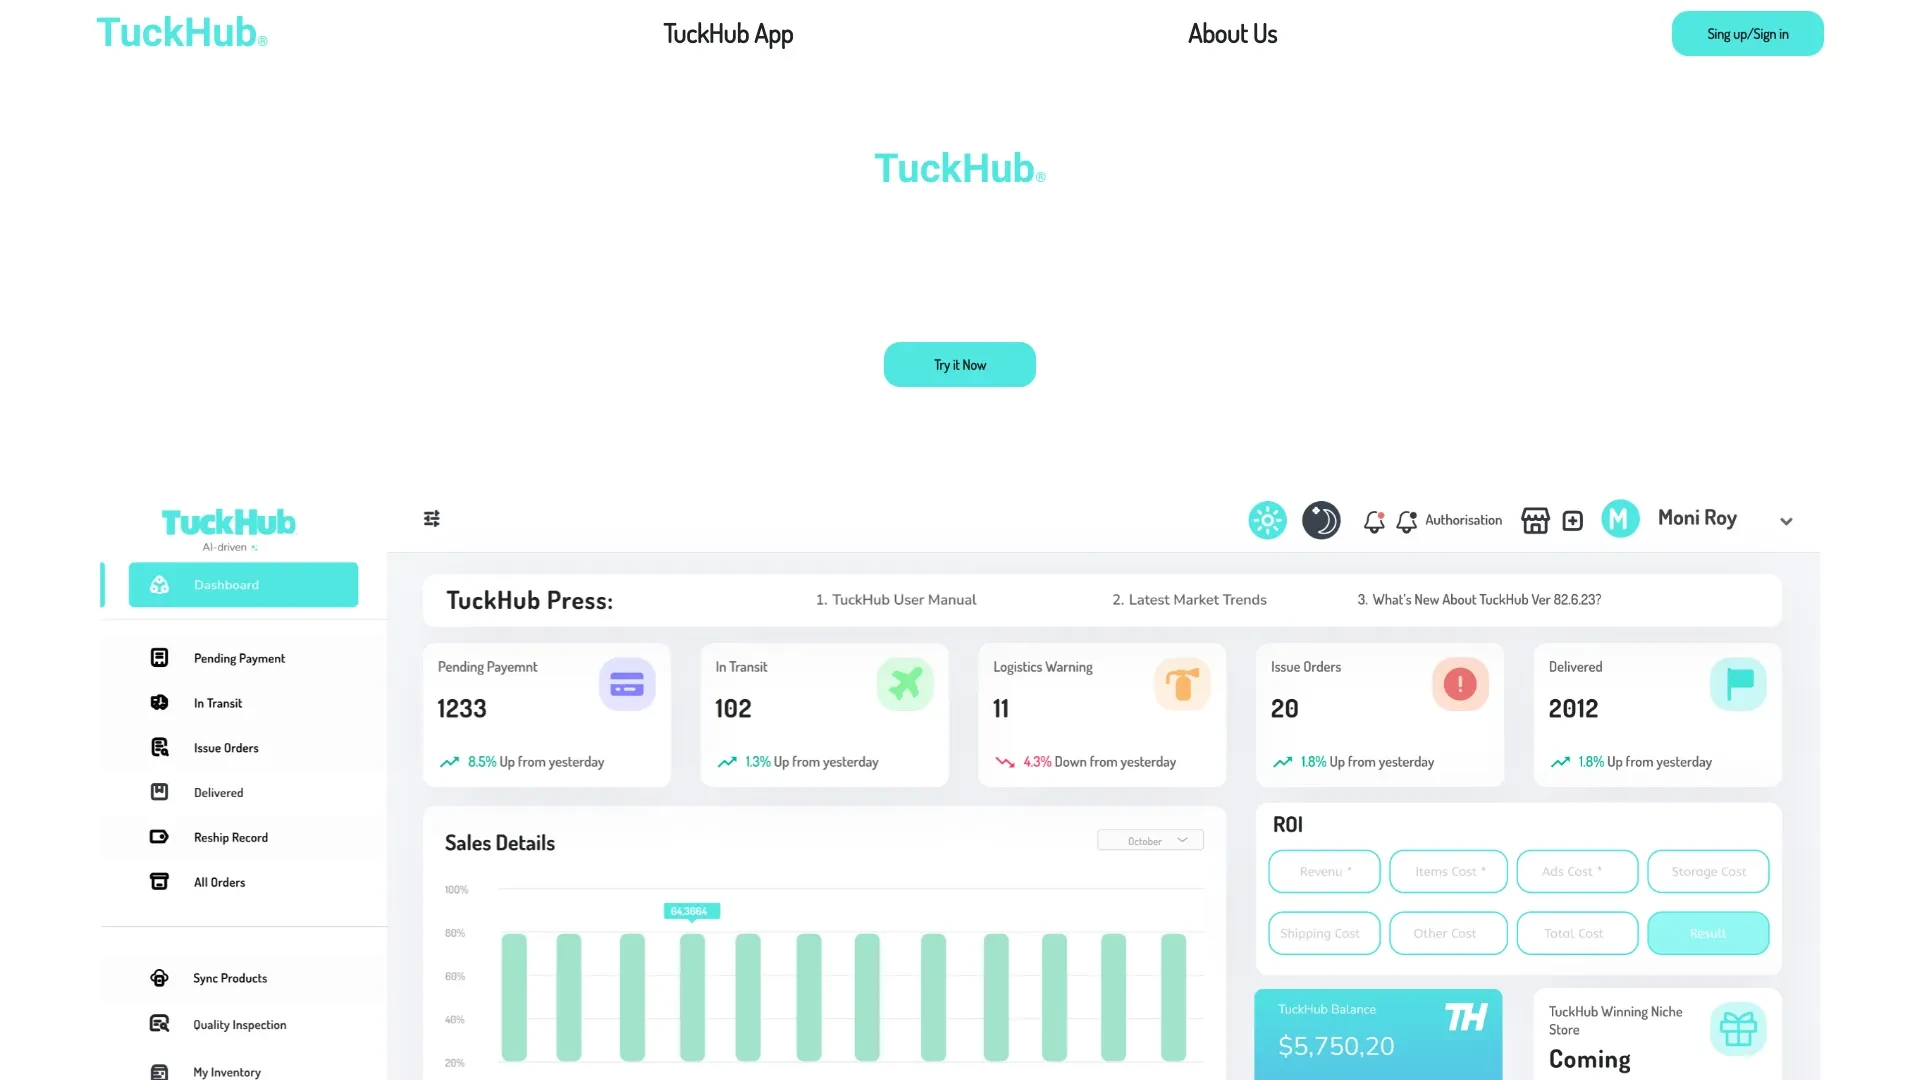 TuckHub®
TuckHub App
About Us
Sing up/Sign in
TuckHub®
Try it Now
TuckHub
AI-driven
Authorisation
M
Moni Roy
Dashboard
Pending Payment
In Transit
Issue Orders
Delivered
Reship Record
All Orders
Sync Products
Quality Inspection
My Inventory
TuckHub Press:
1. TuckHub User Manual
2. Latest Market Trends
3. What's New About TuckHub Ver 82.6.23?
Pending Payemnt
1233
8.5% Up from yesterday
In Transit
102
1.3% Up from yesterday
Logistics Warning
11
4.3% Down from yesterday
Issue Orders
20
1.8% Up from yesterday
Delivered
2012
1.8% Up from yesterday
Sales Details
October
100%
80%
60%
40%
20%
64,3664
ROI
Revenu *
Items Cost *
Ads Cost *
Storage Cost
Shipping Cost
Other Cost
Total Cost
Result
TuckHub Balance
TH
$5,750,20
TuckHub Winning Niche
Store
Coming